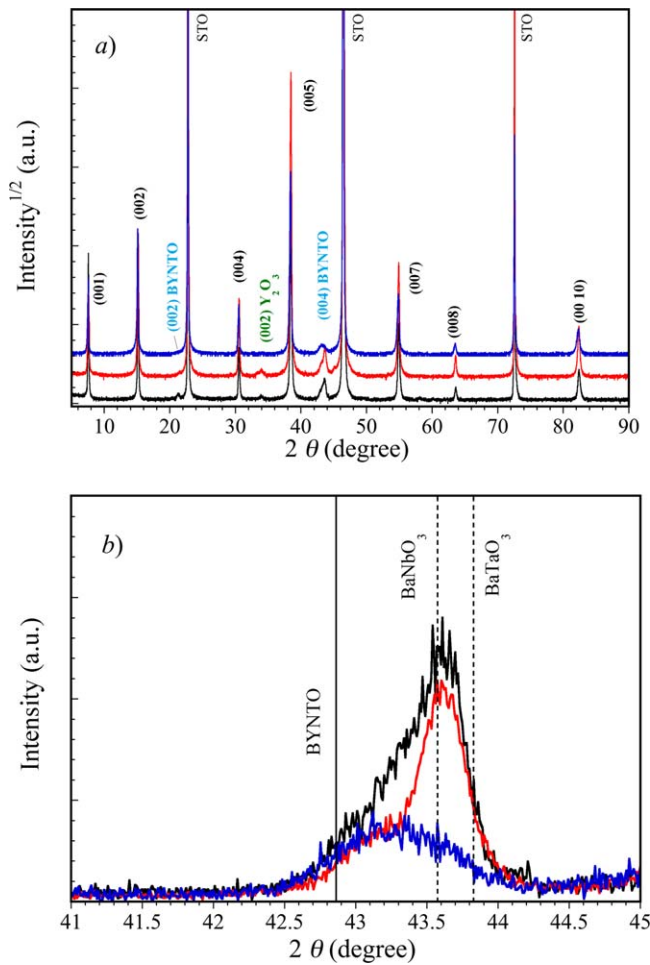 a)
STO
STO
STO
(001)
(002)
(002) BYNTO
(004)
(002) Y2O3
(005)
(004) BYNTO
(007)
(008)
(00 10)
Intensity1/2 (a.u.)
5 10 20 30 40 50 60 70 80 90
2 θ (degree)
b)
BYNTO
BaNbO3
BaTaO3
Intensity (a.u.)
41 41.5 42 42.5 43 43.5 44 44.5 45
2 θ (degree)